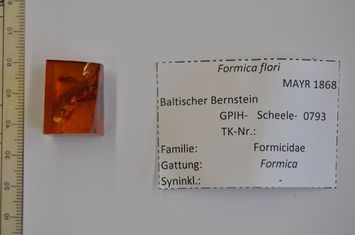 Formica flori
MAYR 1868
Baltischer Bernstein
GPIH- Scheele- 0793
TK-Nr.:
Familie: Formicidae
Gattung: Formica
Syninkl.: -